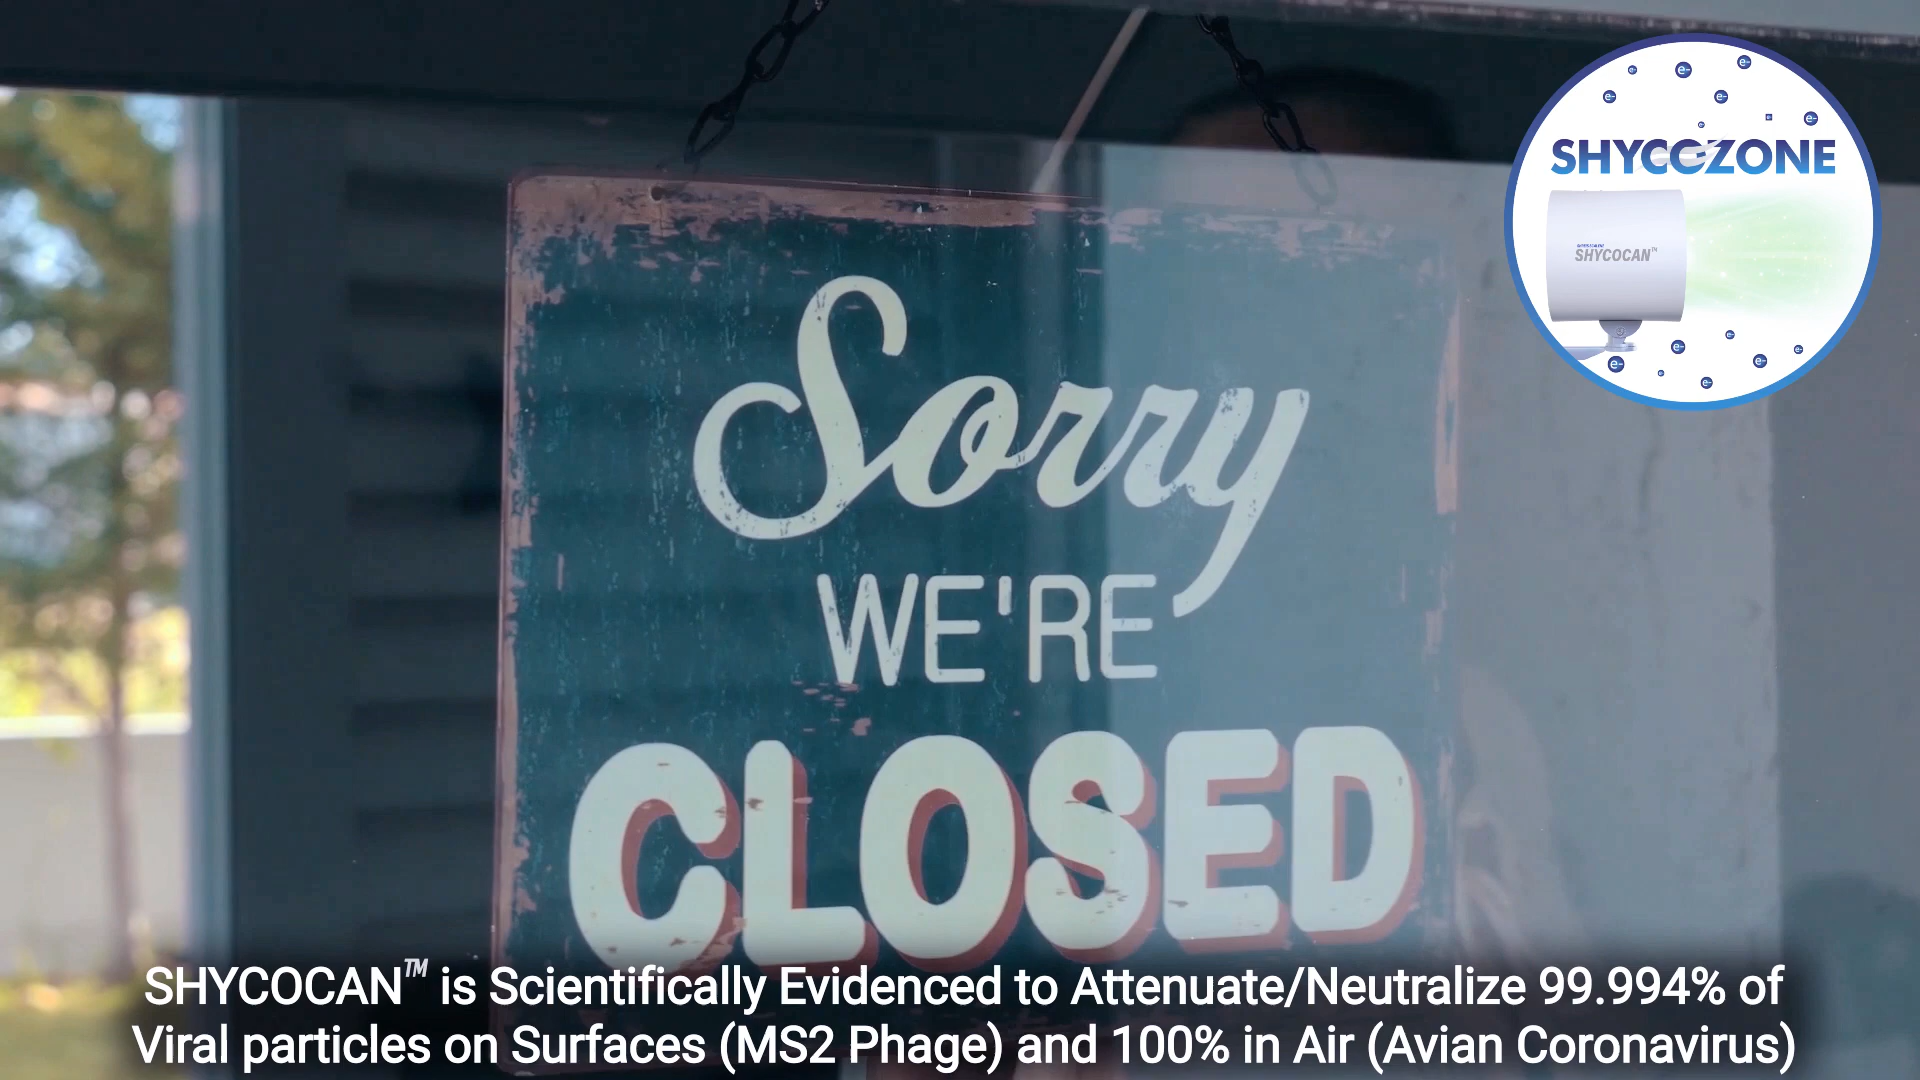 SHYCOZONE
SHYCOCAN™
Sorry
WE'RE
CLOSED
SHYCOCAN™ is Scientifically Evidenced to Attenuate/Neutralize 99.994% of
Viral particles on Surfaces (MS2 Phage) and 100% in Air (Avian Coronavirus)